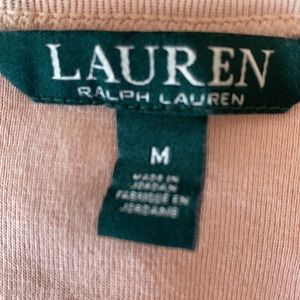 LAUREN
RALPH LAUREN
M
MADE IN
JORDAN
FABRIQUÉ EN
JORDANIE